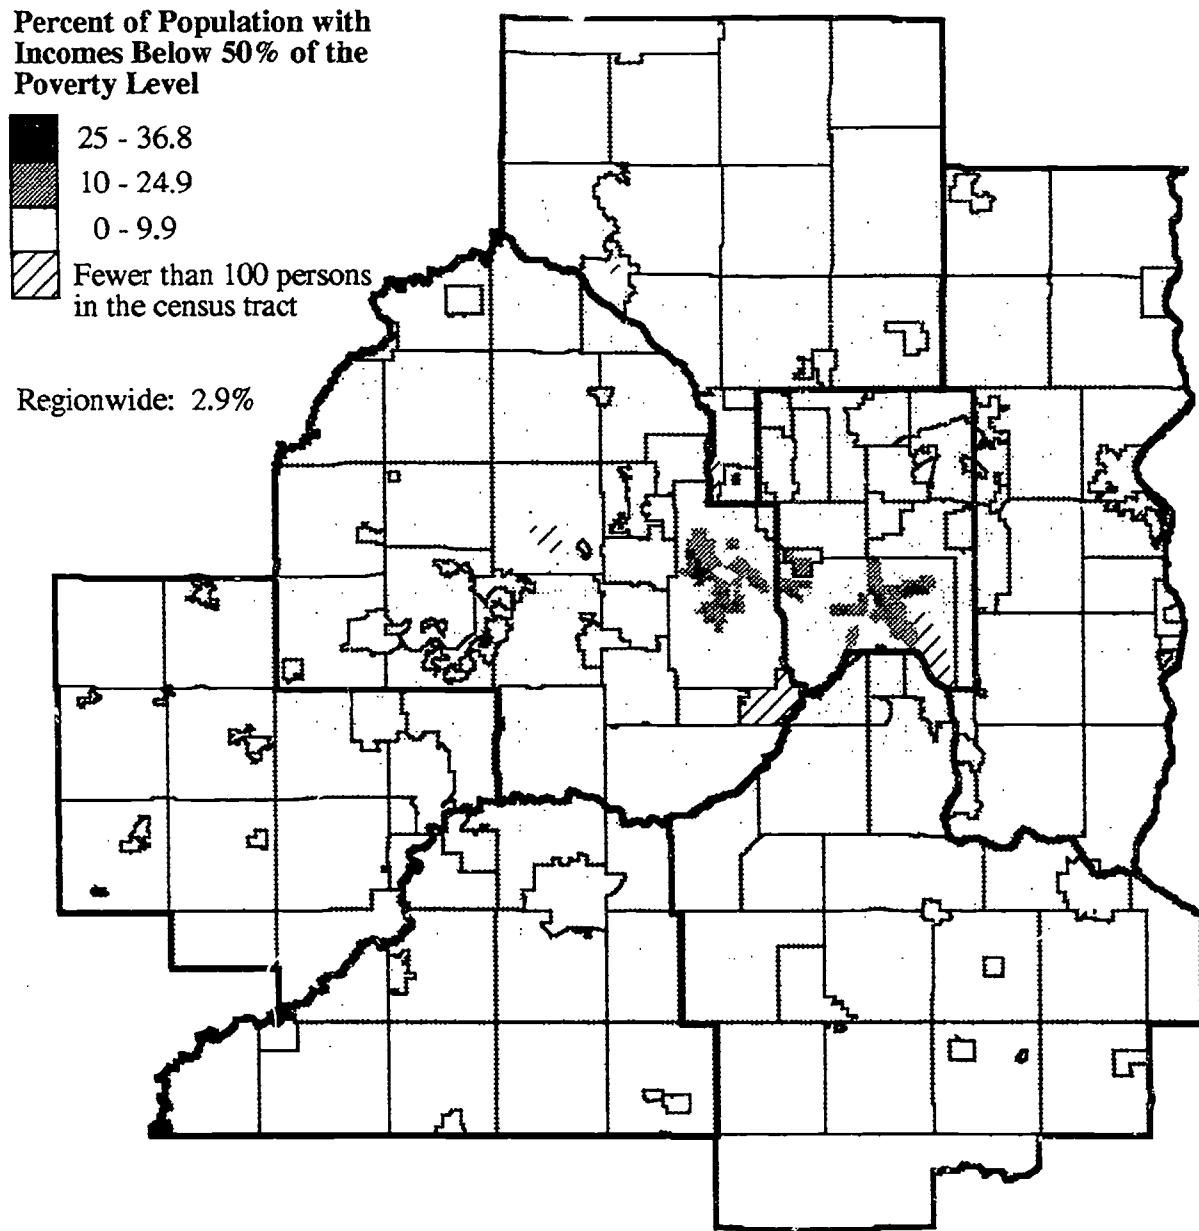 Percent of Population with
Incomes Below 50% of the
Poverty Level
25 - 36.8
10 - 24.9
0 - 9.9
Fewer than 100 persons
in the census tract
Regionwide: 2.9%